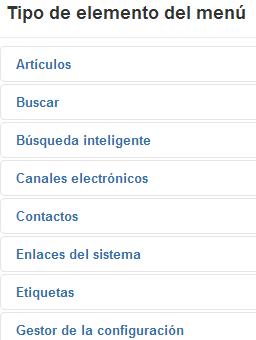 Tipo de elemento del menú
Artículos
Buscar
Búsqueda inteligente
Canales electrónicos
Contactos
Enlaces del sistema
Etiquetas
Gestor de la configuración